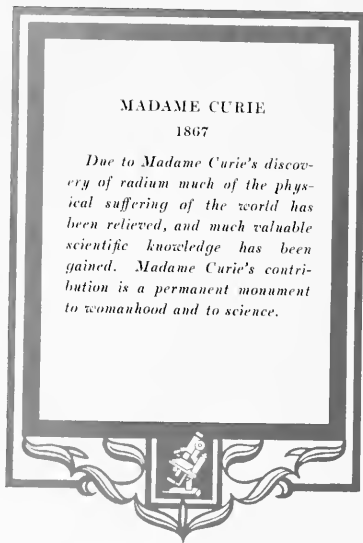 MADAME CURIE
1867
Due to Madame Curie's discov-
ery of radium much of the phys-
ical suffering of the world has
been relieved, and much valuable
scientific knowledge has been
gained. Madame Curie's contri-
bution is a permanent monument
to womanhood and to science.